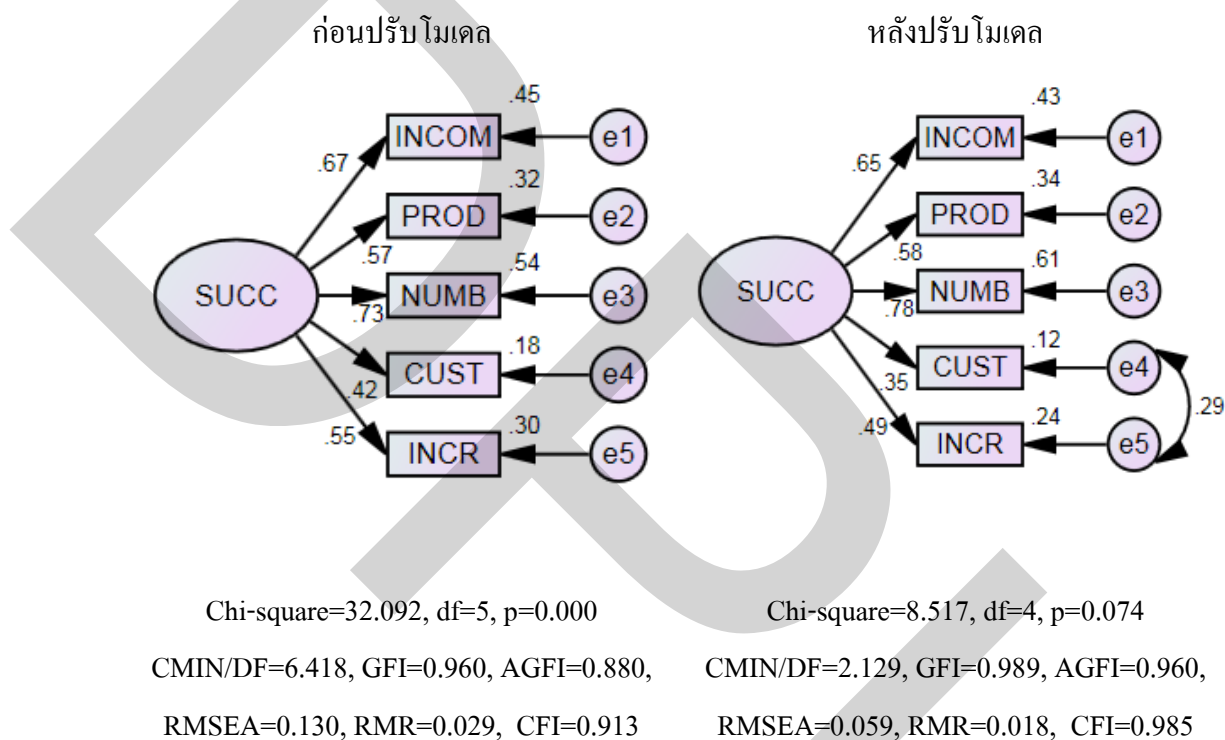 ก่อนปรับโมเดล
.45
INCOM
e1
.67
.32
PROD
e2
.57
.54
SUCC
NUMB
e3
.73
.18
CUST
e4
.42
.30
.55
INCR
e5
Chi-square=32.092, df=5, p=0.000
CMIN/DF=6.418, GFI=0.960, AGFI=0.880,
RMSEA=0.130, RMR=0.029, CFI=0.913
หลังปรับโมเดล
.43
INCOM
e1
.65
.34
PROD
e2
.58
.61
SUCC
NUMB
e3
.78
.12
CUST
e4
.35
.29
.24
.49
INCR
e5
Chi-square=8.517, df=4, p=0.074
CMIN/DF=2.129, GFI=0.989, AGFI=0.960,
RMSEA=0.059, RMR=0.018, CFI=0.985